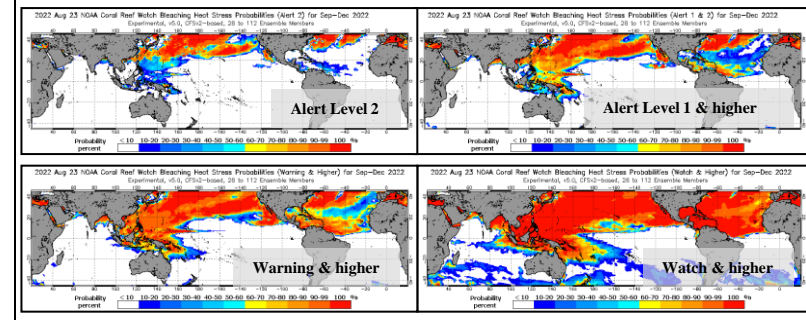 2022 Aug 23 NOAA Coral Reef Watch Bleaching Heat Stress Probabilities (Alert 2) for Sep-Dec 2022
Experimental, v5.0, CFSv2-based, 28 to 112 Ensemble Members
Alert Level 2
Probability percent <10 10-20 20-30 30-40 40-50 50-60 60-70 70-80 80-90 90-99 100 %
2022 Aug 23 NOAA Coral Reef Watch Bleaching Heat Stress Probabilities (Alert 1 & 2) for Sep-Dec 2022
Experimental, v5.0, CFSv2-based, 28 to 112 Ensemble Members
Alert Level 1 & higher
Probability percent <10 10-20 20-30 30-40 40-50 50-60 60-70 70-80 80-90 90-99 100 %
2022 Aug 23 NOAA Coral Reef Watch Bleaching Heat Stress Probabilities (Warning & Higher) for Sep-Dec 2022
Experimental, v5.0, CFSv2-based, 28 to 112 Ensemble Members
Warning & higher
Probability percent <10 10-20 20-30 30-40 40-50 50-60 60-70 70-80 80-90 90-99 100 %
2022 Aug 23 NOAA Coral Reef Watch Bleaching Heat Stress Probabilities (Watch & Higher) for Sep-Dec 2022
Experimental, v5.0, CFSv2-based, 28 to 112 Ensemble Members
Watch & higher
Probability percent <10 10-20 20-30 30-40 40-50 50-60 60-70 70-80 80-90 90-99 100 %